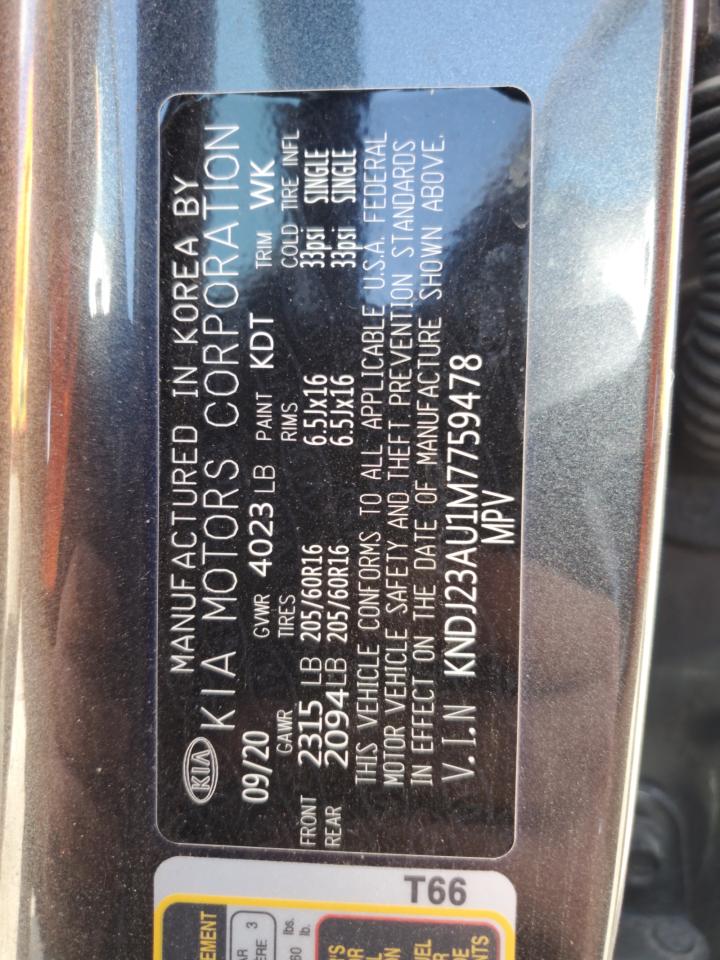 MANUFACTURED IN KOREA BY
KIA KIA MOTORS CORPORATION
09/20 GVWR 4023 LB PAINT KDT TRIM WK
GAWR TIRES RIMS COLD TIRE INFL
FRONT 2315 LB 205/60R16 6.5Jx16 33psi SINGLE
REAR 2094LB 205/60R16 6.5Jx16 33psi SINGLE
THIS VEHICLE CONFORMS TO ALL APPLICABLE U.S.A. FEDERAL
MOTOR VEHICLE SAFETY AND THEFT PREVENTION STANDARDS
IN EFFECT ON THE DATE OF MANUFACTURE SHOWN ABOVE.
V.I.N KNDJ23AU1M7759478
MPV
T66